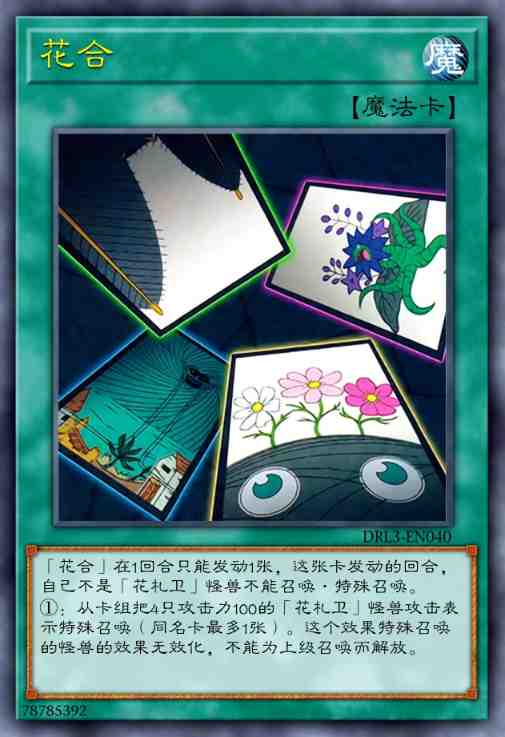 花合
魔
【魔法卡】
DRL3-EN040
「花合」在1回合只能发动1张，这张卡发动的回合，
自己不是「花札卫」怪兽不能召唤·特殊召唤。
①：从卡组把4只攻击力100的「花札卫」怪兽攻击表
示特殊召唤（同名卡最多1张）。这个效果特殊召唤
的怪兽的效果无效化，不能为上级召唤而解放。
78785392